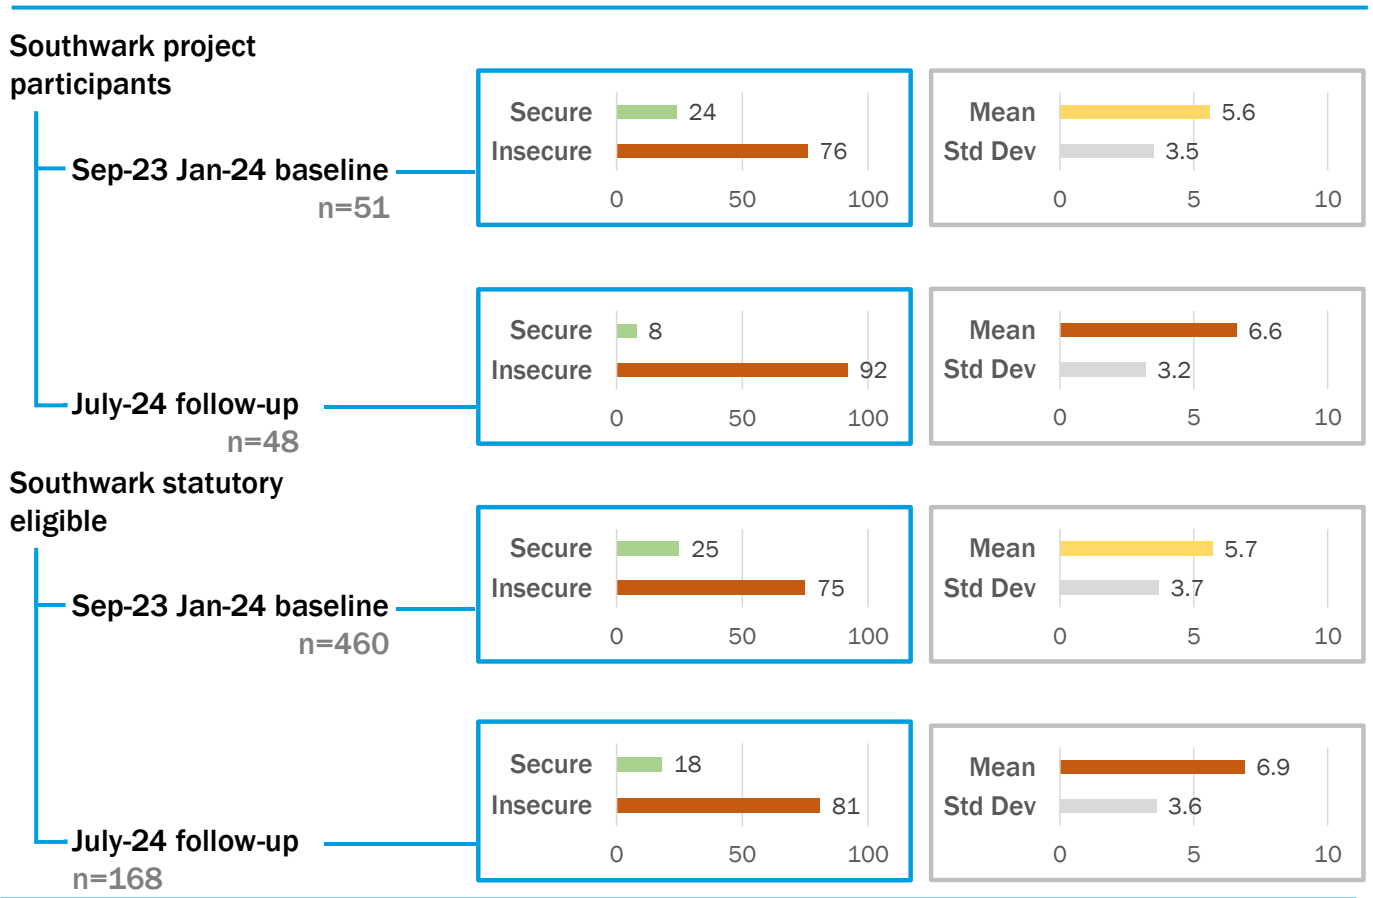 Southwark project
participants
Sep-23 Jan-24 baseline
n=51
Secure 24
Insecure 76
0 50 100
Mean 5.6
Std Dev 3.5
0 5 10
July-24 follow-up
n=48
Secure 8
Insecure 92
0 50 100
Mean 6.6
Std Dev 3.2
0 5 10
Southwark statutory
eligible
Sep-23 Jan-24 baseline
n=460
Secure 25
Insecure 75
0 50 100
Mean 5.7
Std Dev 3.7
0 5 10
July-24 follow-up
n=168
Secure 18
Insecure 81
0 50 100
Mean 6.9
Std Dev 3.6
0 5 10